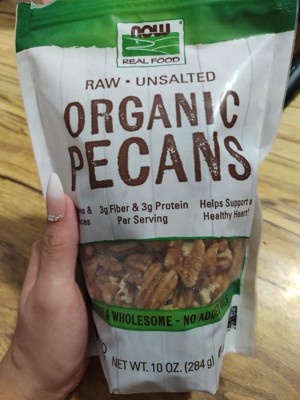 NOW
REAL FOOD
RAW • UNSALTED
ORGANIC
PECANS
3g Fiber & 3g Protein
Per Serving
Helps Support a
Healthy Heart
& WHOLESOME - NO ADDED
NET WT. 10 OZ. (284 g)